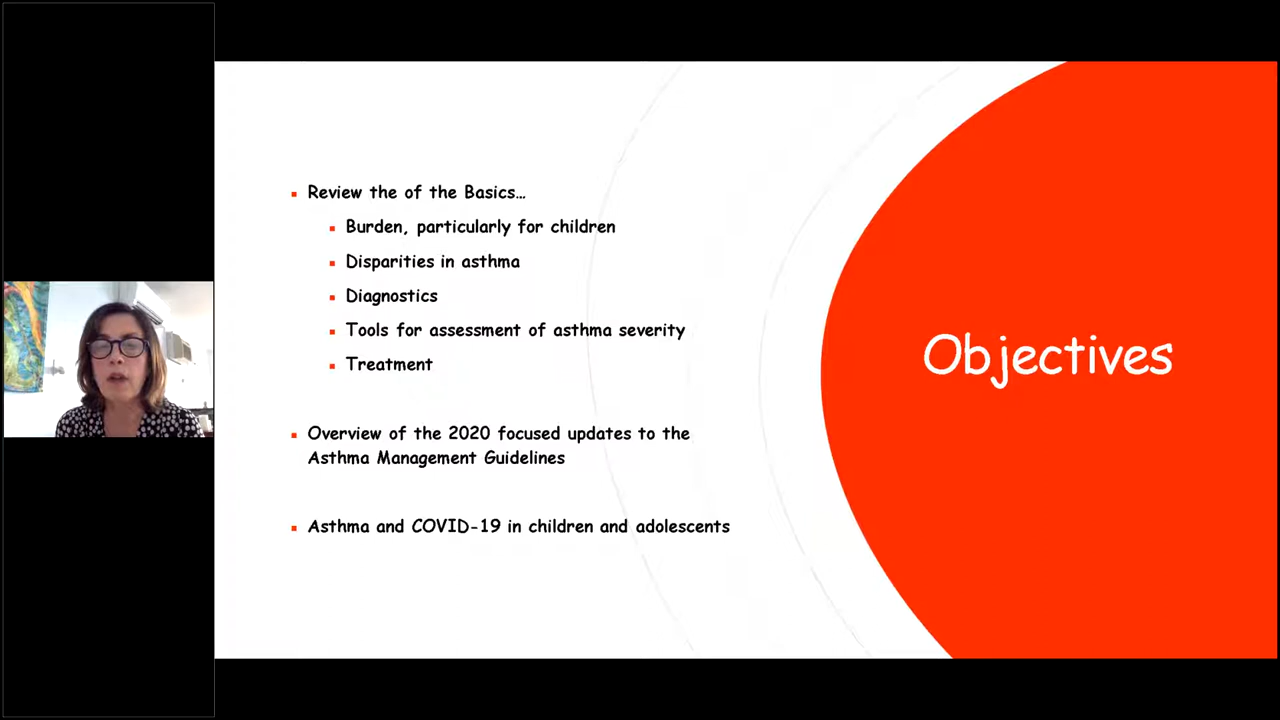 Review the of the Basics…
Burden, particularly for children
Disparities in asthma
Diagnostics
Tools for assessment of asthma severity
Treatment
Overview of the 2020 focused updates to the
Asthma Management Guidelines
Asthma and COVID-19 in children and adolescents
Objectives